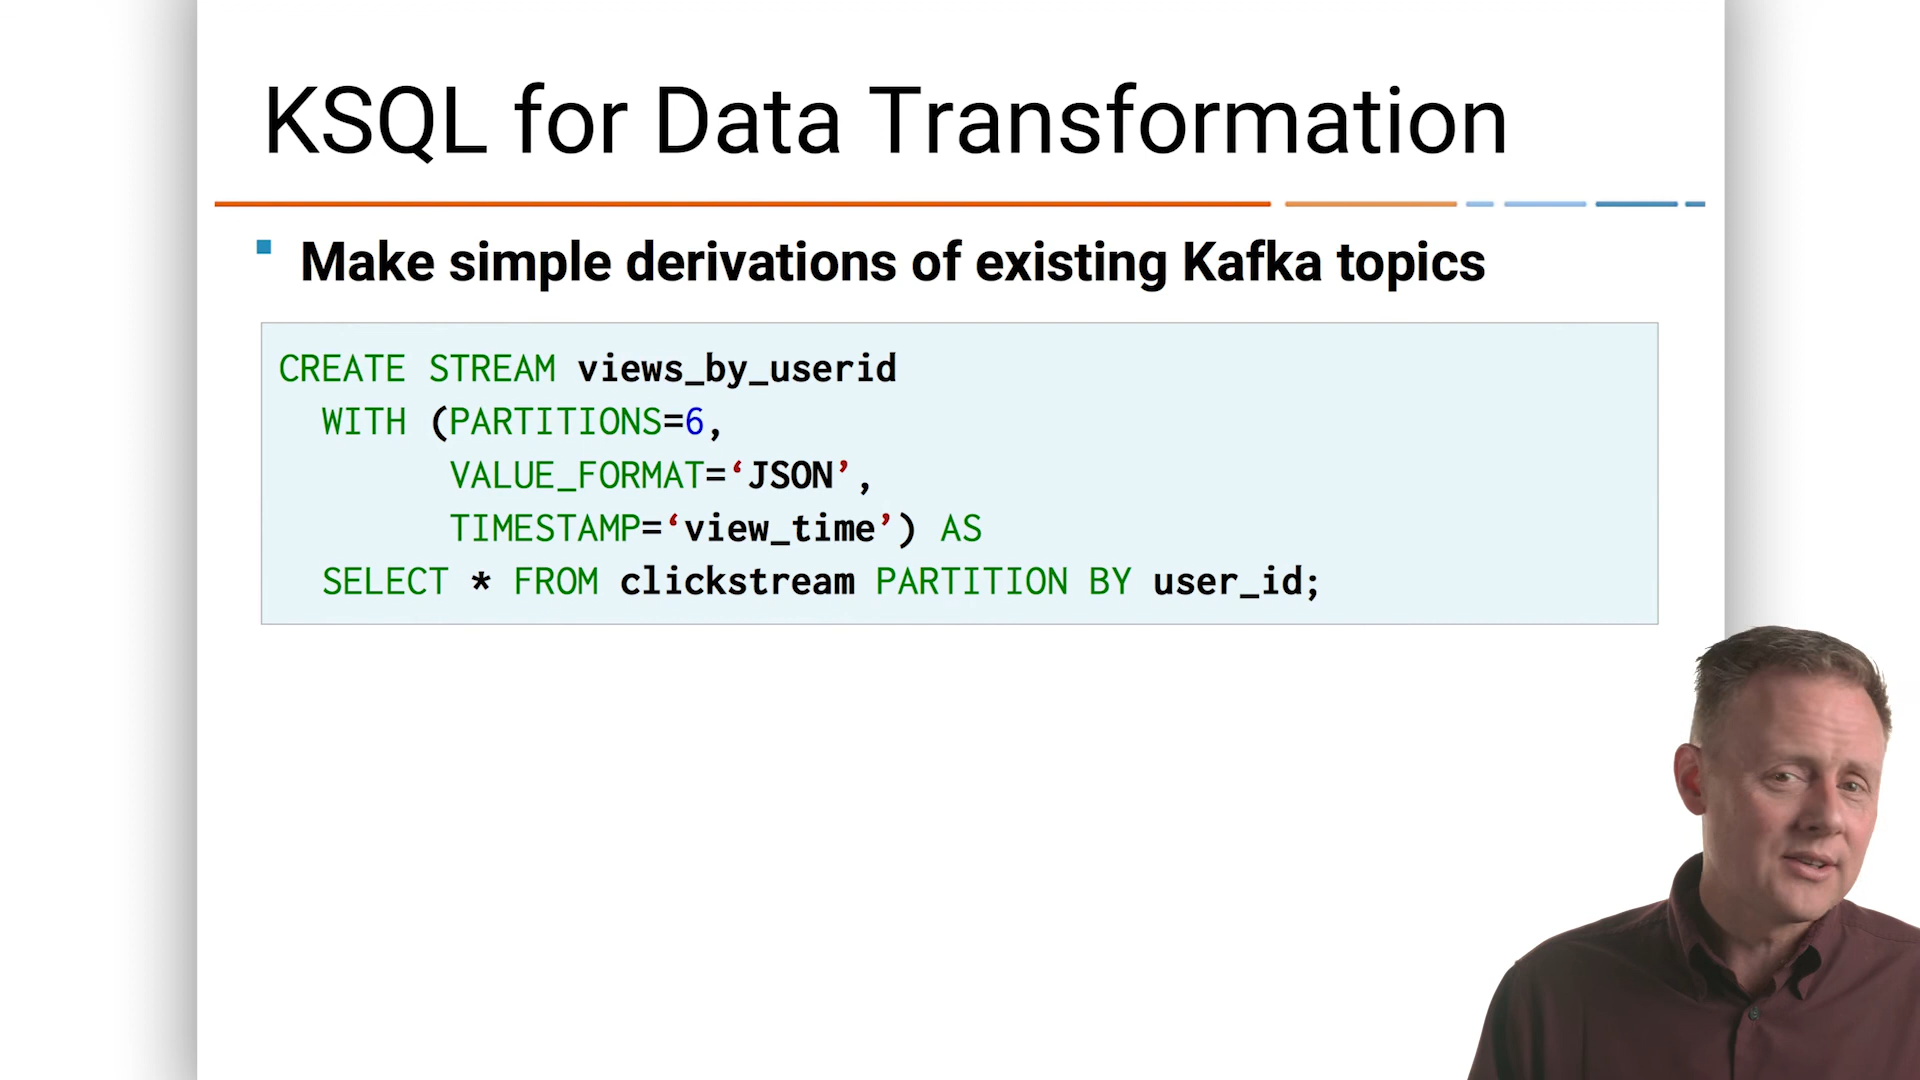 KSQL for Data Transformation
Make simple derivations of existing Kafka topics
CREATE STREAM views_by_userid
WITH (PARTITIONS=6,
VALUE_FORMAT=‘JSON’,
TIMESTAMP=‘view_time’) AS
SELECT * FROM clickstream PARTITION BY user_id;